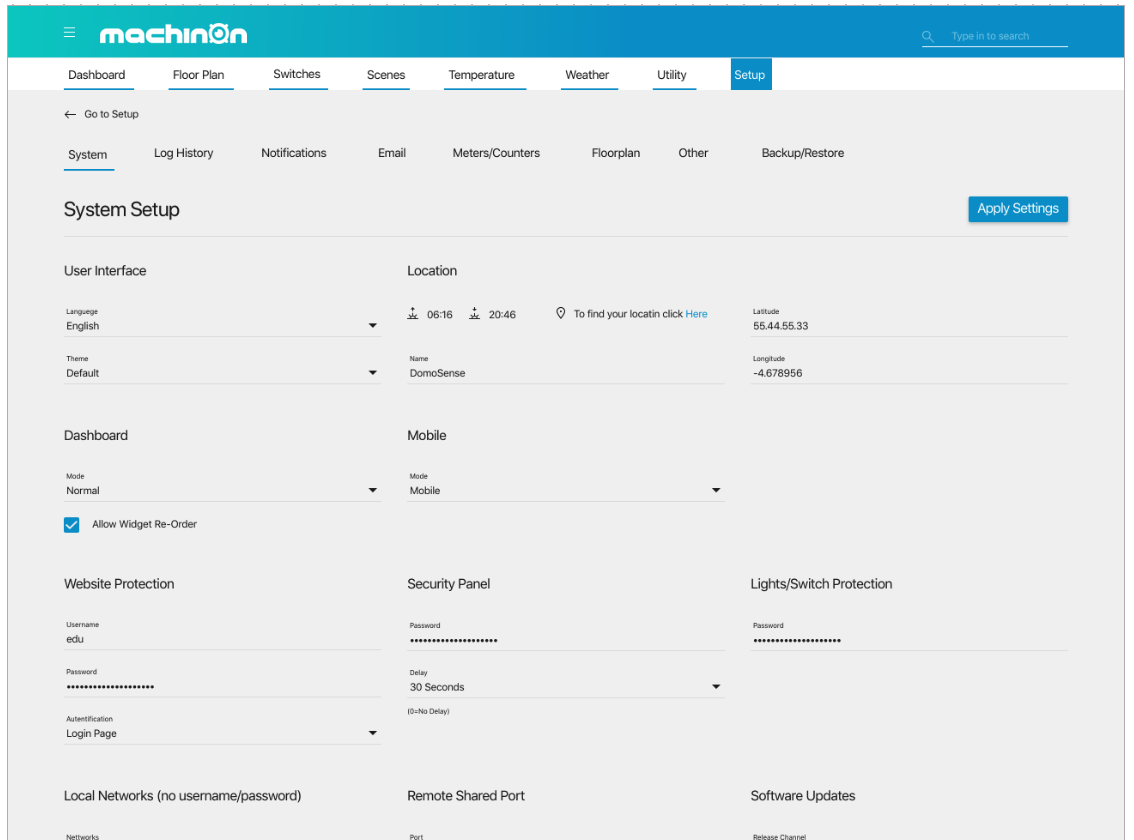 machinOn
Type in to search
Dashboard Floor Plan Switches Scenes Temperature Weather Utility Setup
Go to Setup
System Log History Notifications Email Meters/Counters Floorplan Other Backup/Restore
System Setup Apply Settings
User Interface Location
Languege
English
06:16 20:46 To find your locatin click Here
Latitude
55.44.55.33
Theme
Default
Name
DomoSense
Longitude
-4.678956
Dashboard Mobile
Mode
Normal
Mode
Mobile
Allow Widget Re-Order
Website Protection Security Panel Lights/Switch Protection
Username
edu
Password
••••••••••••••••••••
Password
••••••••••••••••••••
Password
••••••••••••••••••••
Delay
30 Seconds
(0=No Delay)
Autentification
Login Page
Local Networks (no username/password) Remote Shared Port Software Updates
Nettworks Port Release Channel